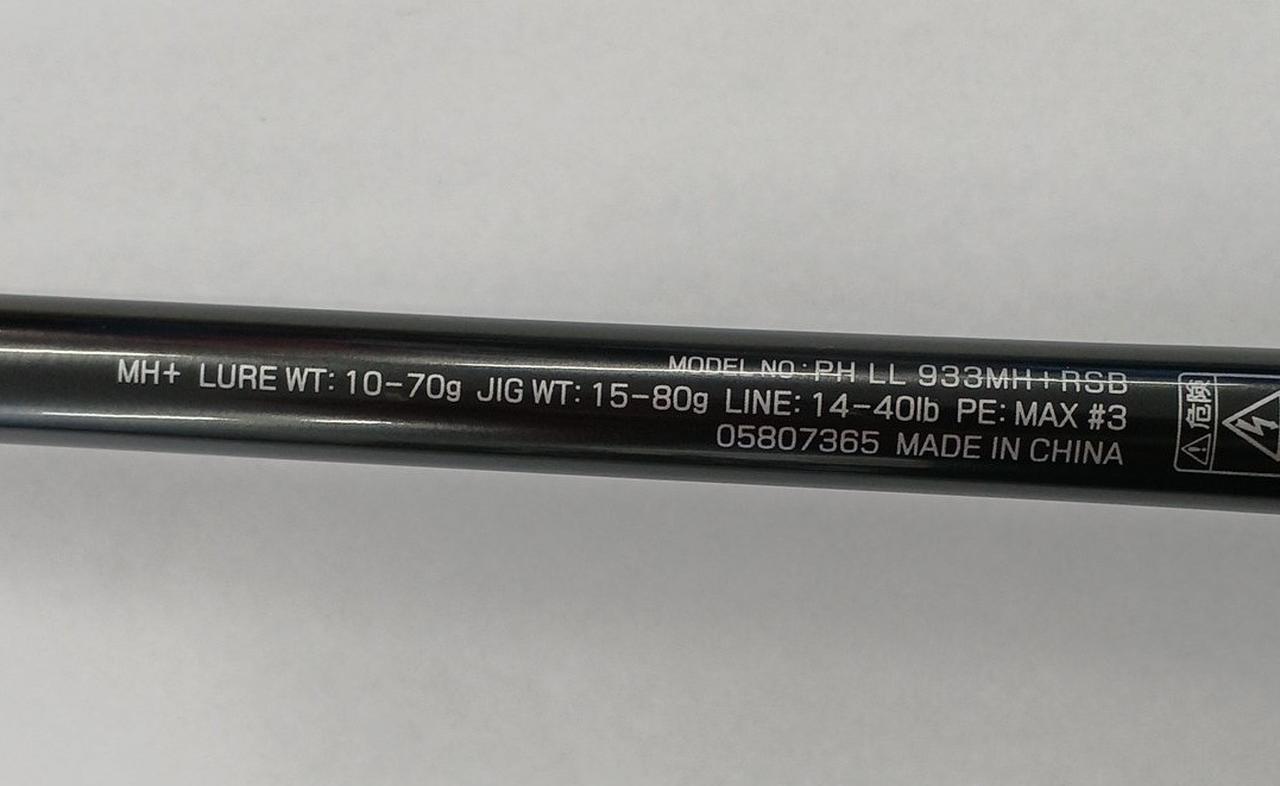 MODEL NO : PH LL 933MH+RSB
MH+ LURE WT: 10-70g JIG WT: 15-80g LINE: 14-40lb PE: MAX #3
05807365 MADE IN CHINA
危険